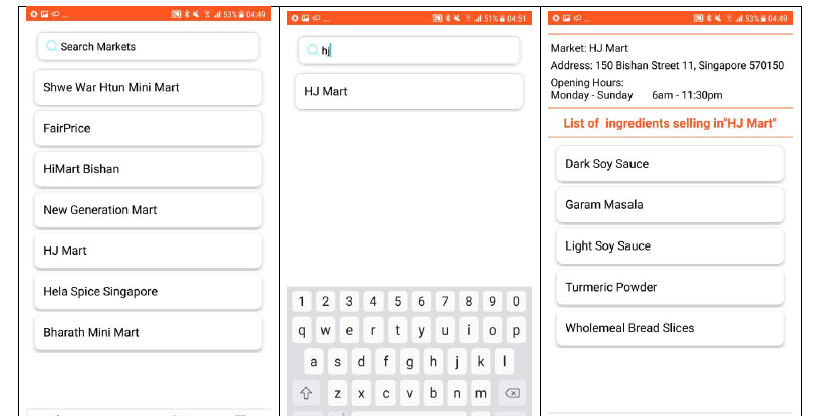 ... 53% 04:49
Search Markets
Shwe War Htun Mini Mart
FairPrice
HiMart Bishan
New Generation Mart
HJ Mart
Hela Spice Singapore
Bharath Mini Mart
... 51% 04:51
hj
HJ Mart
1 2 3 4 5 6 7 8 9 0
q w e r t y u i o p
a s d f g h j k l
z x c v b n m
... 53% 04:49
Market: HJ Mart
Address: 150 Bishan Street 11, Singapore 570150
Opening Hours:
Monday - Sunday 6am - 11:30pm
List of ingredients selling in"HJ Mart"
Dark Soy Sauce
Garam Masala
Light Soy Sauce
Turmeric Powder
Wholemeal Bread Slices